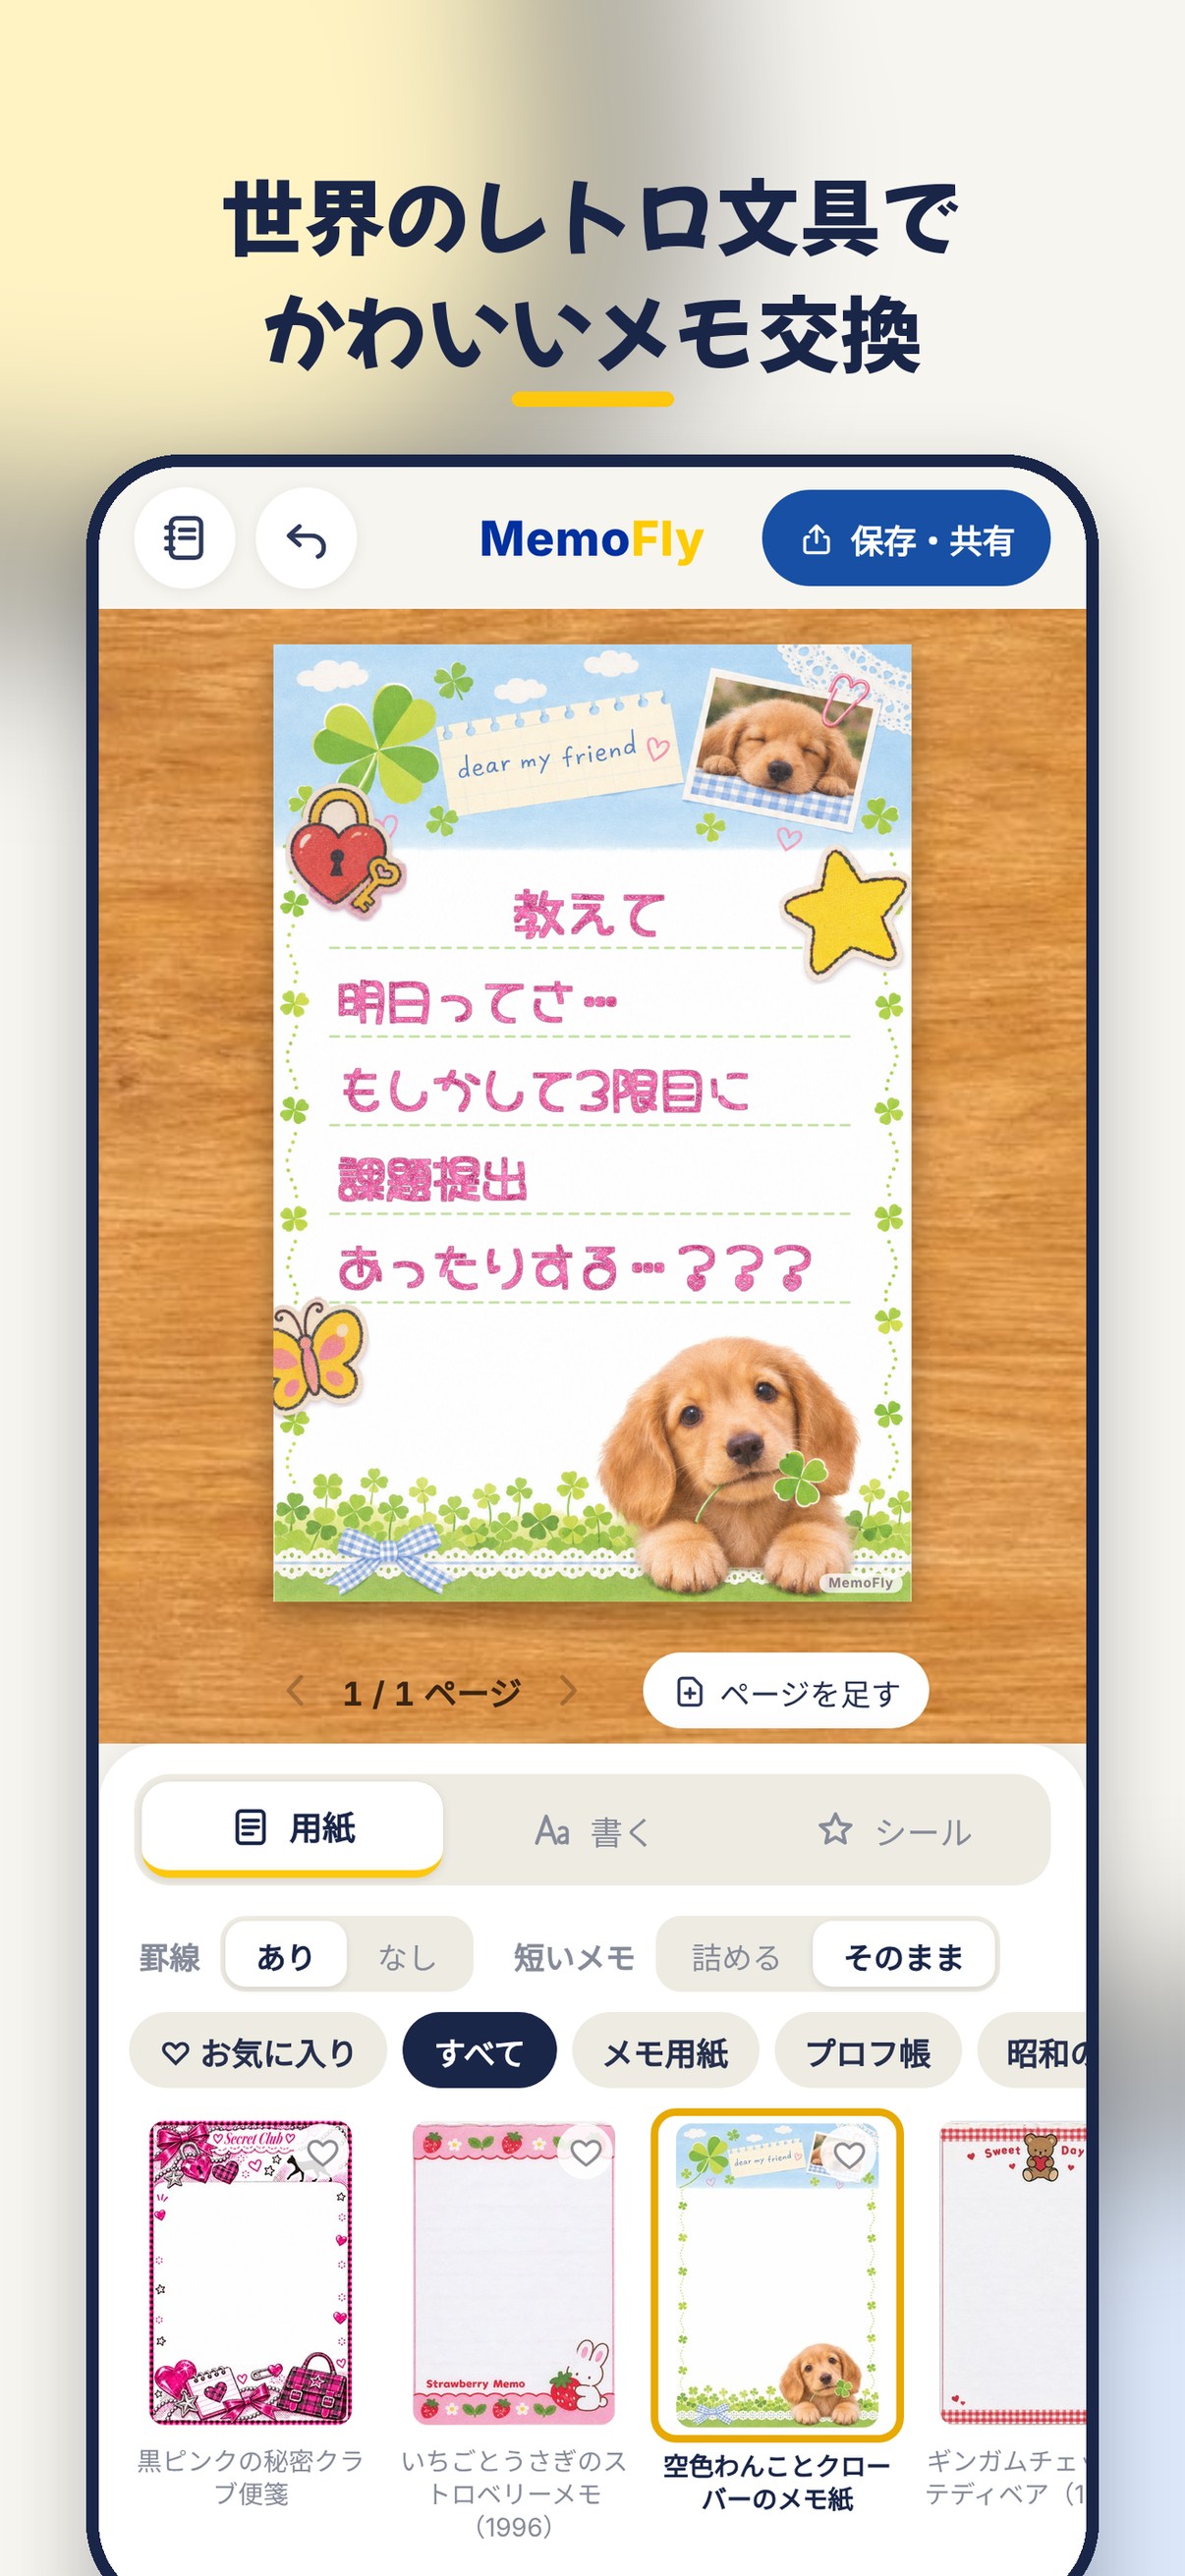 世界のレトロ文具で
かわいいメモ交換
MemoFly
保存・共有
dear my friend
教えて
明日ってさ…
もしかして3限目に
課題提出
あったりする…???
MemoFly
1 / 1 ページ
ページを足す
用紙
Aa 書く
シール
罫線
あり
なし
短いメモ
詰める
そのまま
お気に入り
すべて
メモ用紙
プロフ帳
昭和の
Secret Club
Strawberry Memo
dear my friend
Sweet Day
黒ピンクの秘密クラ
ブ便箋
いちごとうさぎのス
トロベリーメモ
（1996）
空色わんことクロー
バーのメモ紙
ギンガムチェッ
テディベア（1